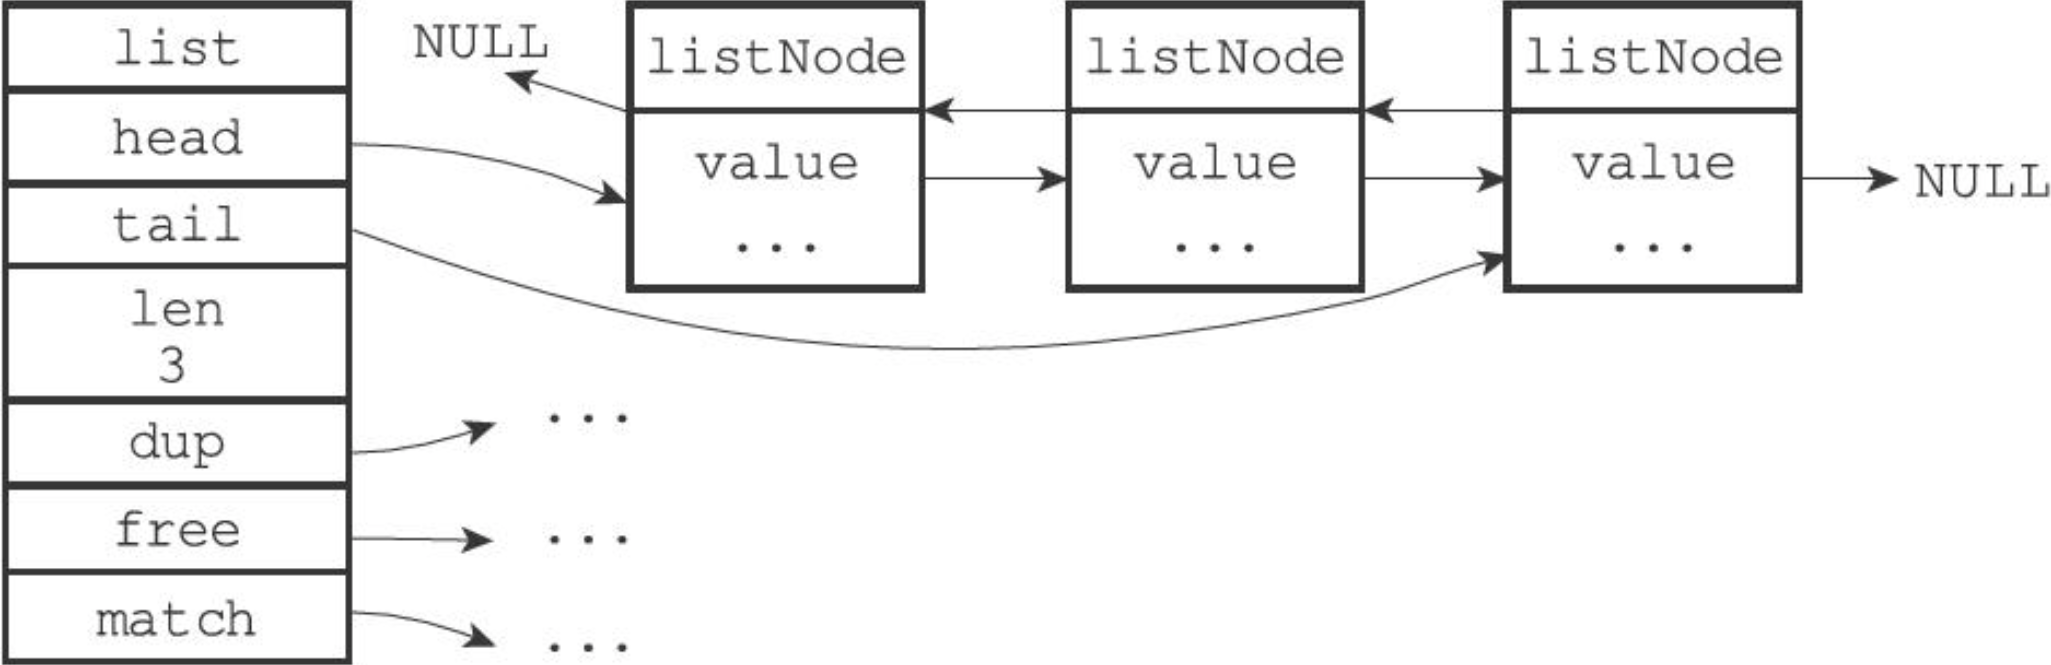 list
head
tail
len
3
dup
free
match
NULL
listNode
value
...
listNode
value
...
listNode
value
...
NULL
...
...
...